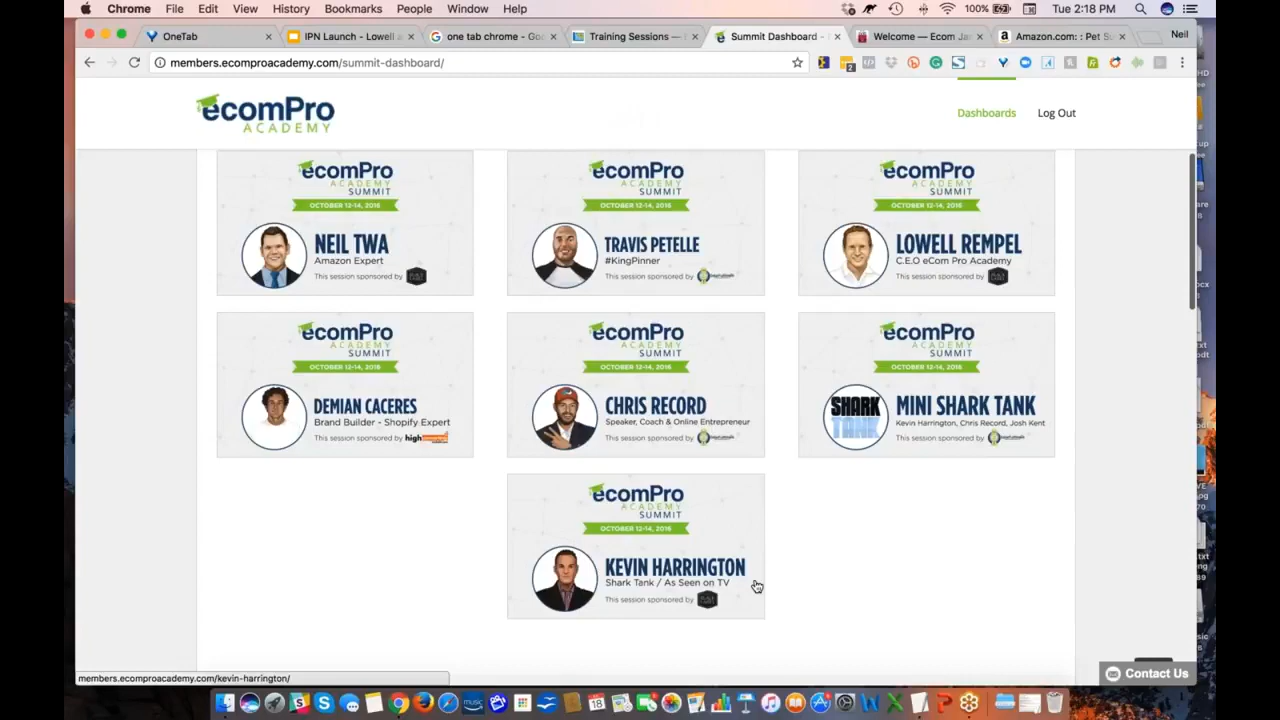 Chrome File Edit View History Bookmarks People Window Help 100% Tue 2:18 PM
OneTab IPN Launch - Lowell a one tab chrome - Goo Training Sessions — Summit Dashboard - Welcome — Ecom Ja Amazon.com: : Pet S Neil
members.ecomproacademy.com/summit-dashboard/
ecomPro
ACADEMY
Dashboards Log Out
ecomPro
ACADEMY
SUMMIT
OCTOBER 12-14, 2016
NEIL TWA
Amazon Expert
This session sponsored by
ecomPro
ACADEMY
SUMMIT
OCTOBER 12-14, 2016
TRAVIS PETELLE
#KingPinner
This session sponsored by
ecomPro
ACADEMY
SUMMIT
OCTOBER 12-14, 2016
LOWELL REMPEL
C.E.O eCom Pro Academy
This session sponsored by
ecomPro
ACADEMY
SUMMIT
OCTOBER 12-14, 2016
DEMIAN CACERES
Brand Builder - Shopify Expert
This session sponsored by
ecomPro
ACADEMY
SUMMIT
OCTOBER 12-14, 2016
CHRIS RECORD
Speaker, Coach & Online Entrepreneur
This session sponsored by
ecomPro
ACADEMY
SUMMIT
OCTOBER 12-14, 2016
SHARK
TANK
MINI SHARK TANK
Kevin Harrington, Chris Record, Josh Kent
This session sponsored by
ecomPro
ACADEMY
SUMMIT
OCTOBER 12-14, 2016
KEVIN HARRINGTON
Shark Tank / As Seen on TV
This session sponsored by
members.ecomproacademy.com/kevin-harrington/
Contact Us